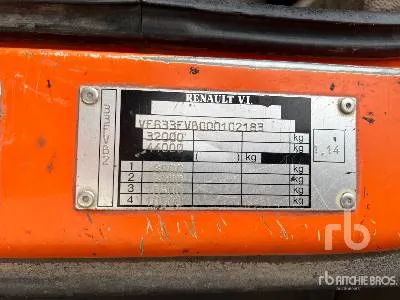 RENAULT V.I.
33FVBZ
VF633FVB000102183
32000 kg
44000 kg
( ) kg
1 kg
2 kg
3 kg
4 kg
14
rb
rb RITCHIE BROS.